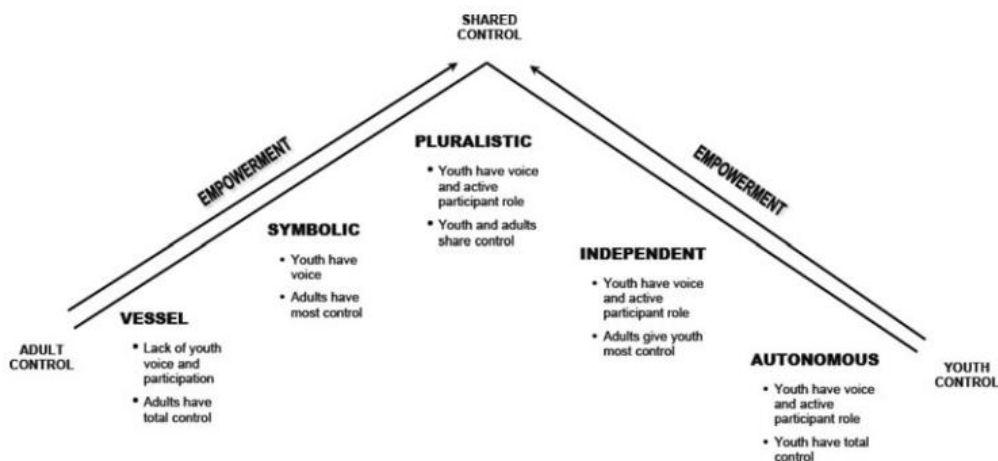 SHARED
CONTROL
EMPOWERMENT
EMPOWERMENT
PLURALISTIC
• Youth have voice
and active
participant role
• Youth and adults
share control
SYMBOLIC
• Youth have
voice
• Adults have
most control
INDEPENDENT
• Youth have voice
and active
participant role
• Adults give youth
most control
VESSEL
• Lack of youth
voice and
participation
• Adults have
total control
ADULT
CONTROL
AUTONOMOUS
• Youth have voice
and active
participant role
• Youth have total
control
YOUTH
CONTROL